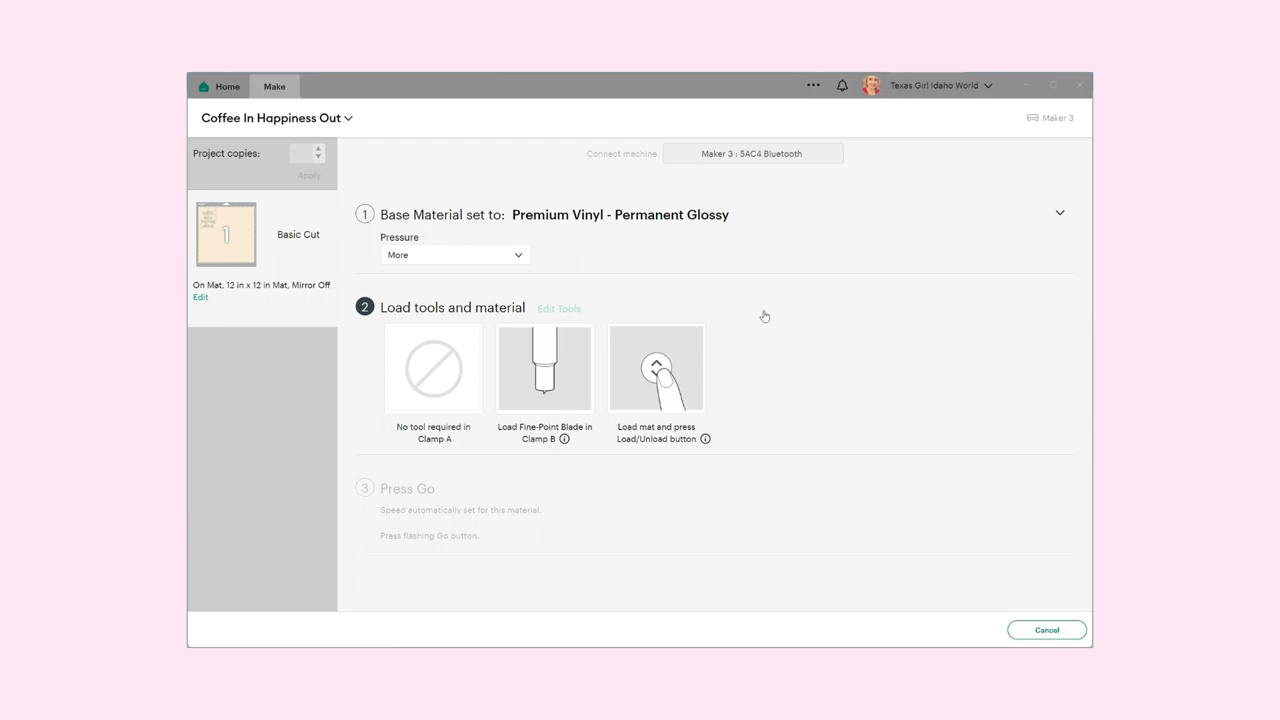 Home
Make
Texas Girl Idaho World
Coffee In Happiness Out
Maker 3
Project copies:
Apply
Connect machine
Maker 3 : 5AC4 Bluetooth
1
Basic Cut
On Mat, 12 in x 12 in Mat, Mirror Off
Edit
1 Base Material set to: Premium Vinyl - Permanent Glossy
Pressure
More
2 Load tools and material Edit Tools
No tool required in
Clamp A
Load Fine-Point Blade in
Clamp B
Load mat and press
Load/Unload button
3 Press Go
Speed automatically set for this material.
Press flashing Go button.
Cancel